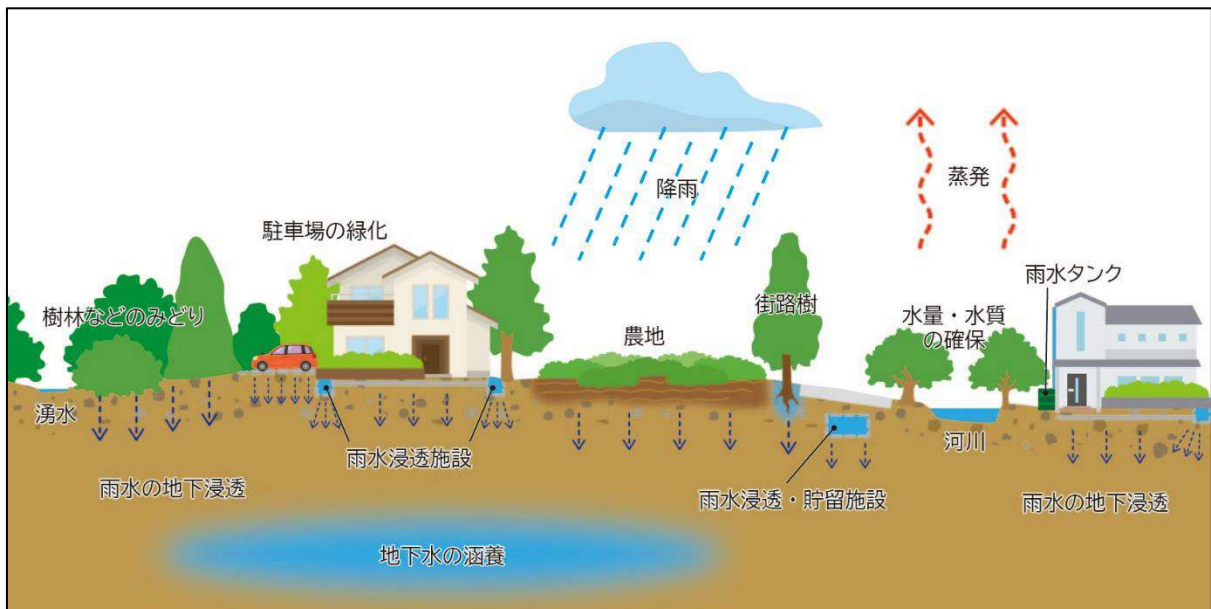 降雨
蒸発
駐車場の緑化
雨水タンク
樹林などのみどり
街路樹
水量・水質
の確保
農地
湧水
雨水浸透施設
河川
雨水の地下浸透
雨水浸透・貯留施設
雨水の地下浸透
地下水の涵養